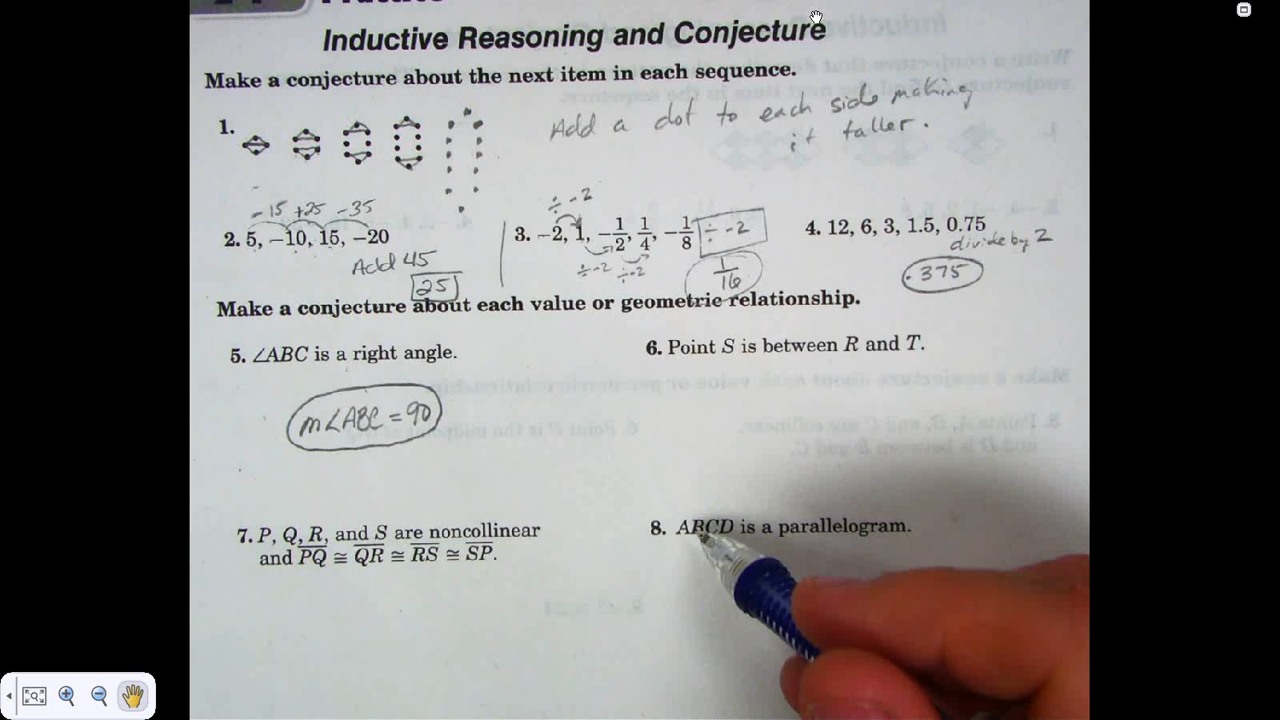 Inductive Reasoning and Conjecture
Make a conjecture about the next item in each sequence.
1.
Add a dot to each side making
it taller.
-15 +25 -35
2. 5, −10, 15, −20
Add 45
25
÷ -2
3. −2, 1, −1/2, 1/4, −1/8 ÷ -2
÷ -2 ÷ -2
1/16
4. 12, 6, 3, 1.5, 0.75
divide by 2
.375
Make a conjecture about each value or geometric relationship.
5. ∠ABC is a right angle.
m∠ABC = 90
6. Point S is between R and T.
7. P, Q, R, and S are noncollinear
and PQ ≅ QR ≅ RS ≅ SP.
8. ABCD is a parallelogram.